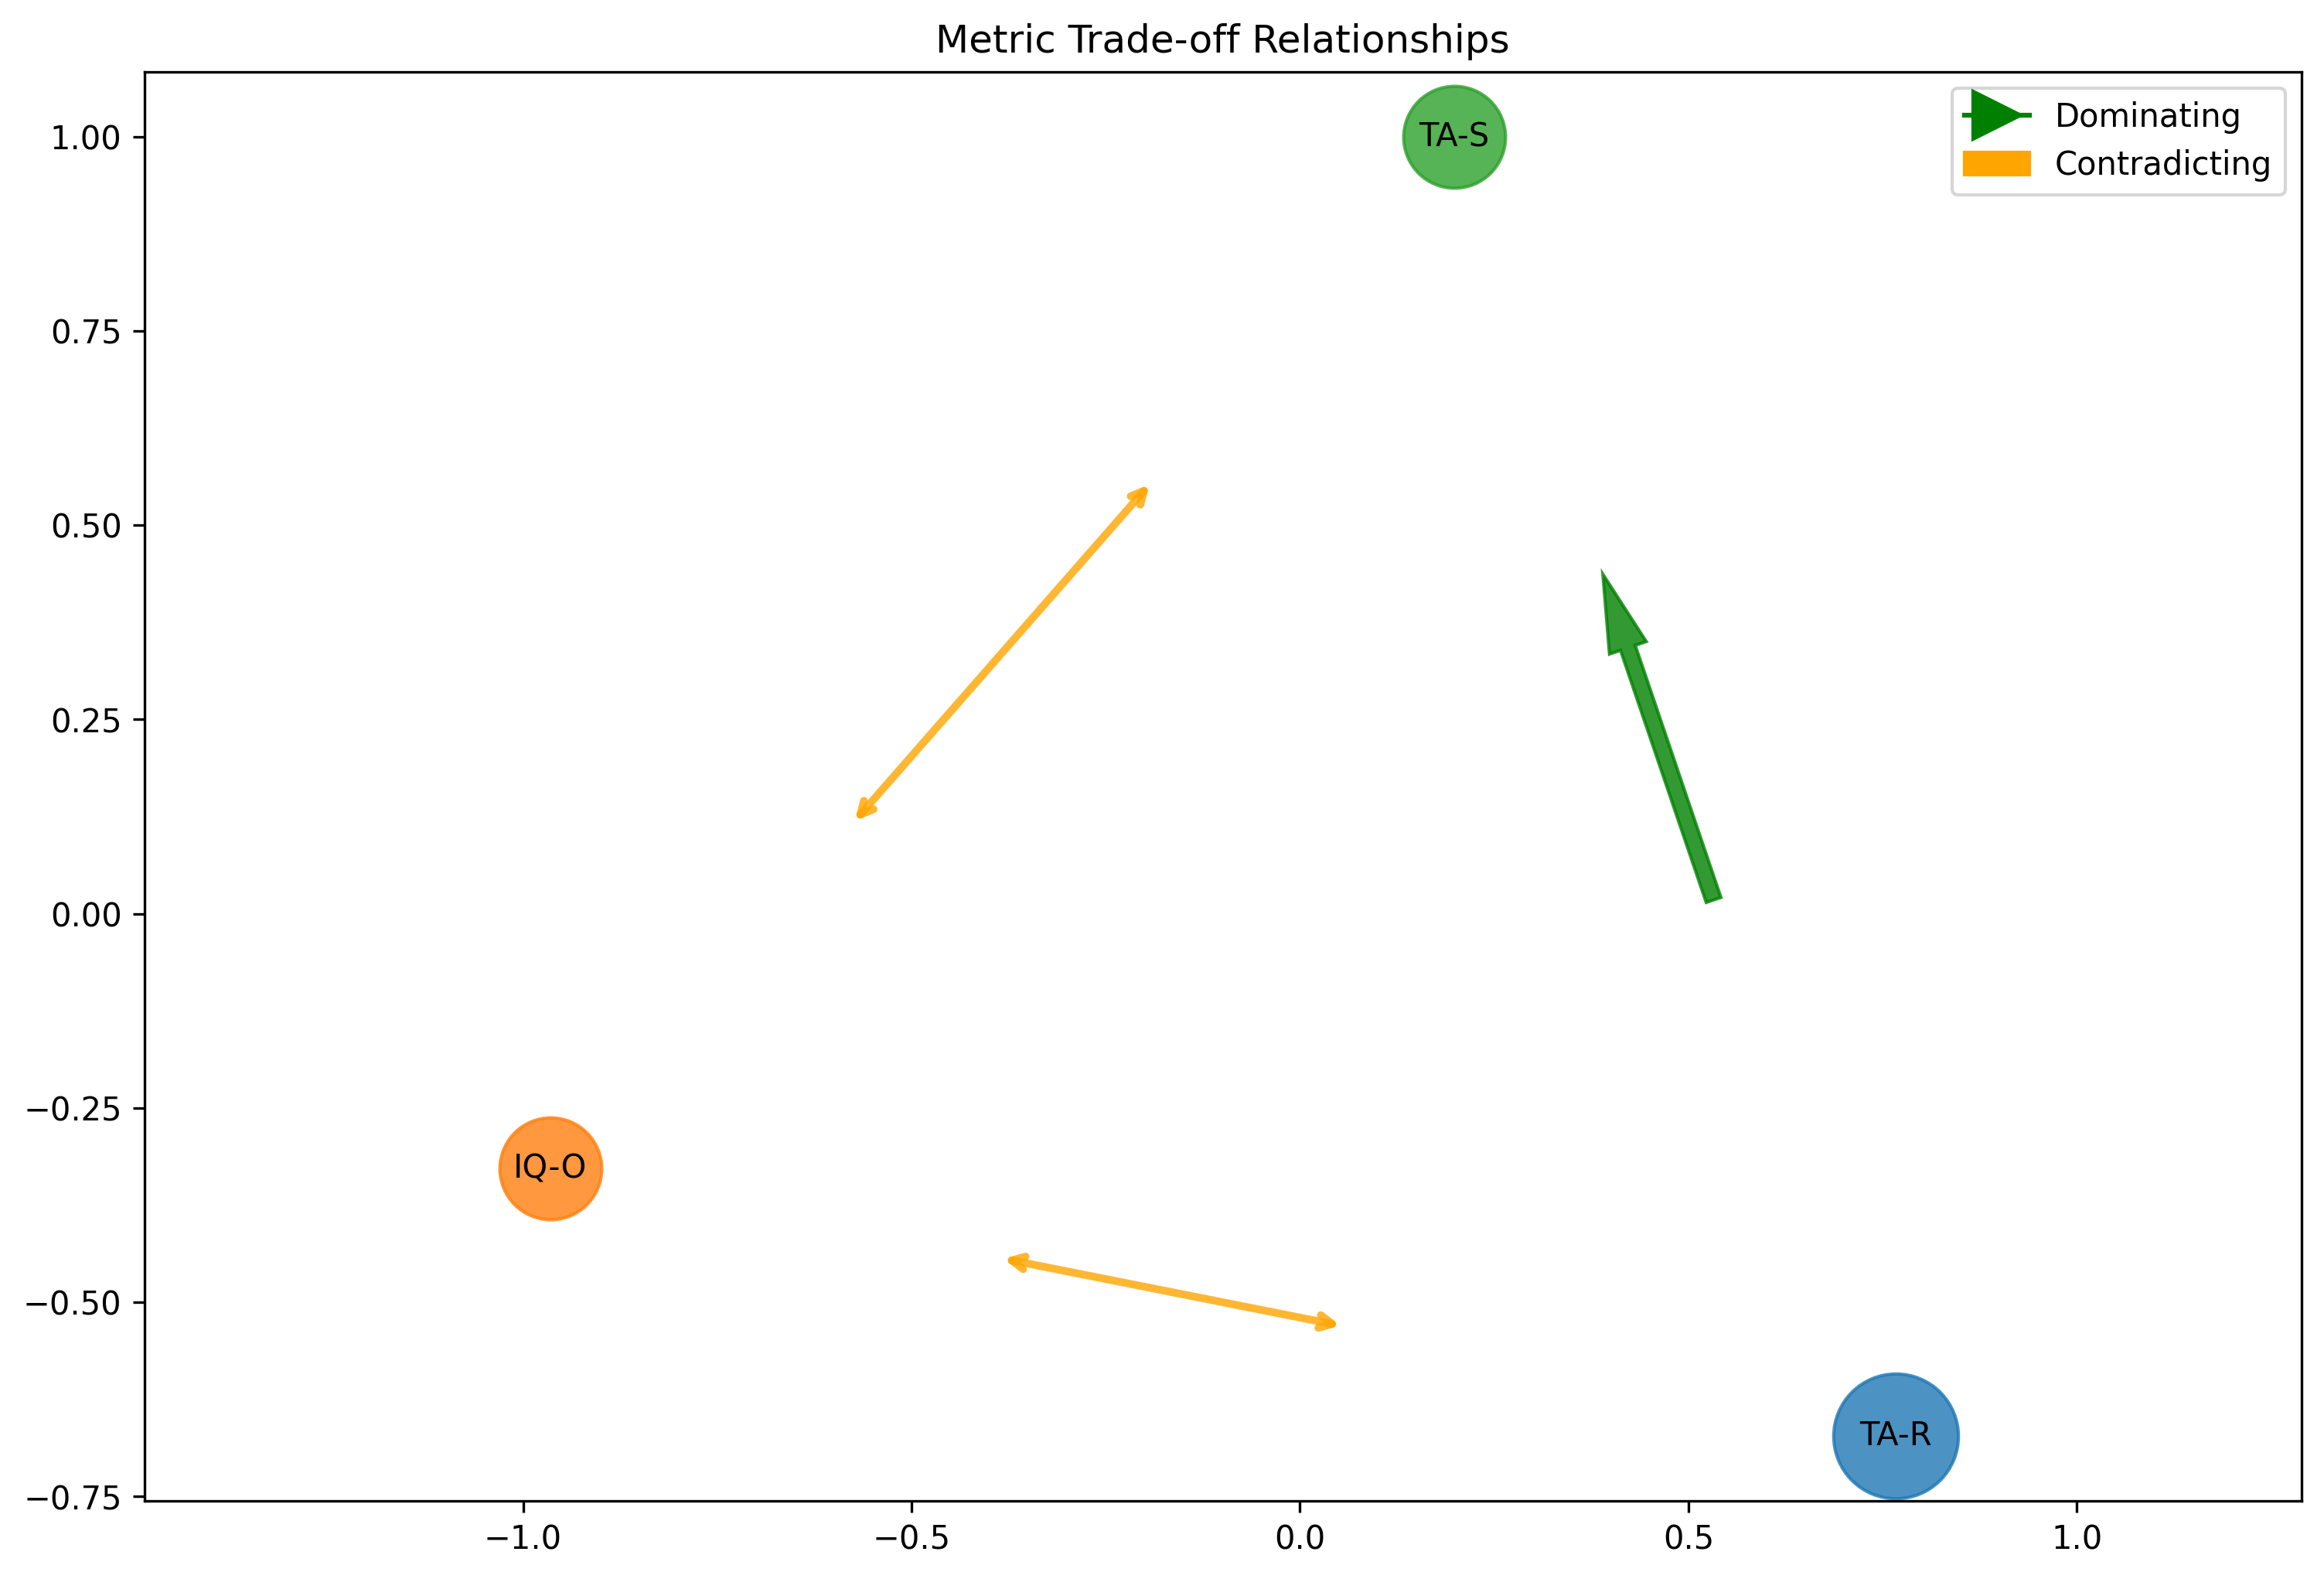 Metric Trade-off Relationships
Dominating
Contradicting
TA-S
IQ-O
TA-R
1.00
0.75
0.50
0.25
0.00
−0.25
−0.50
−0.75
−1.0
−0.5
0.0
0.5
1.0